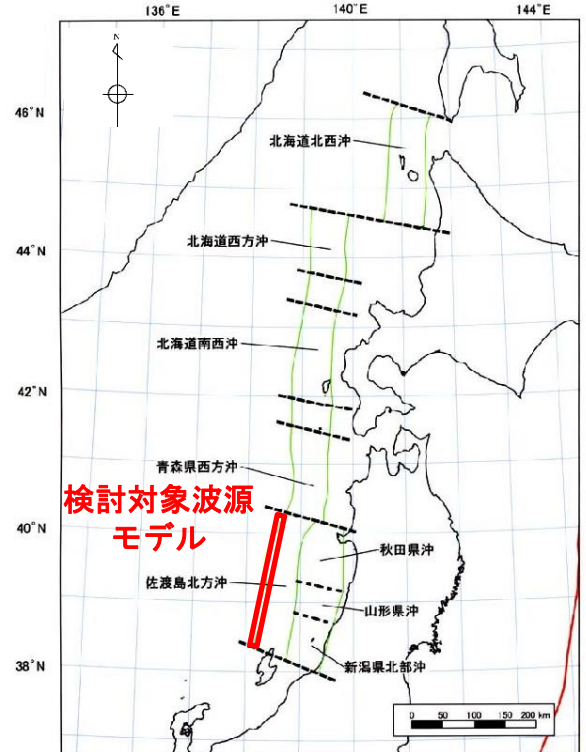 136°E
140°E
144°E
N
46°N
北海道北西沖
北海道西方沖
44°N
北海道南西沖
42°N
青森県西方沖
検討対象波源
モデル
40°N
秋田県沖
佐渡島北方沖
山形県沖
38°N
新潟県北部沖
0 50 100 150 200 km